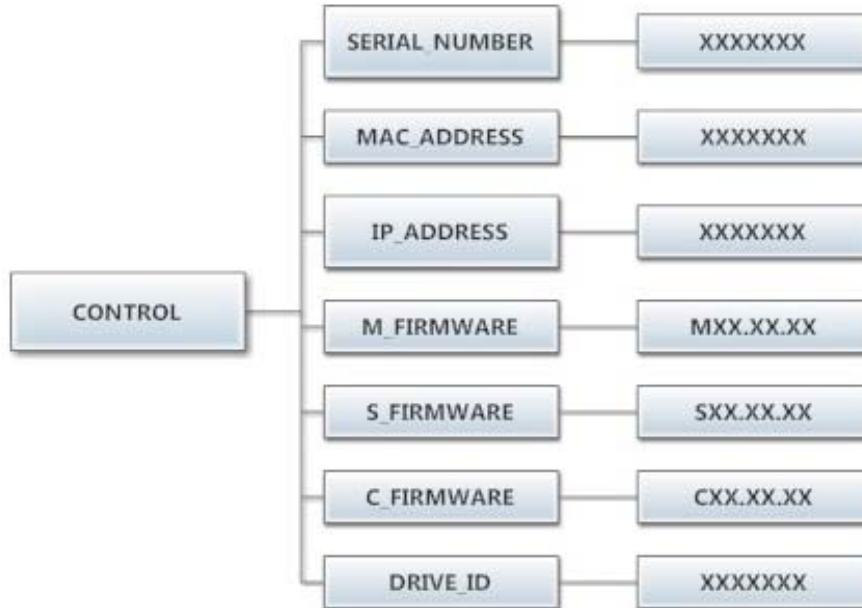 SERIAL_NUMBER XXXXXXX
MAC_ADDRESS XXXXXXX
IP_ADDRESS XXXXXXX
CONTROL
M_FIRMWARE MXX.XX.XX
S_FIRMWARE SXX.XX.XX
C_FIRMWARE CXX.XX.XX
DRIVE_ID XXXXXXX